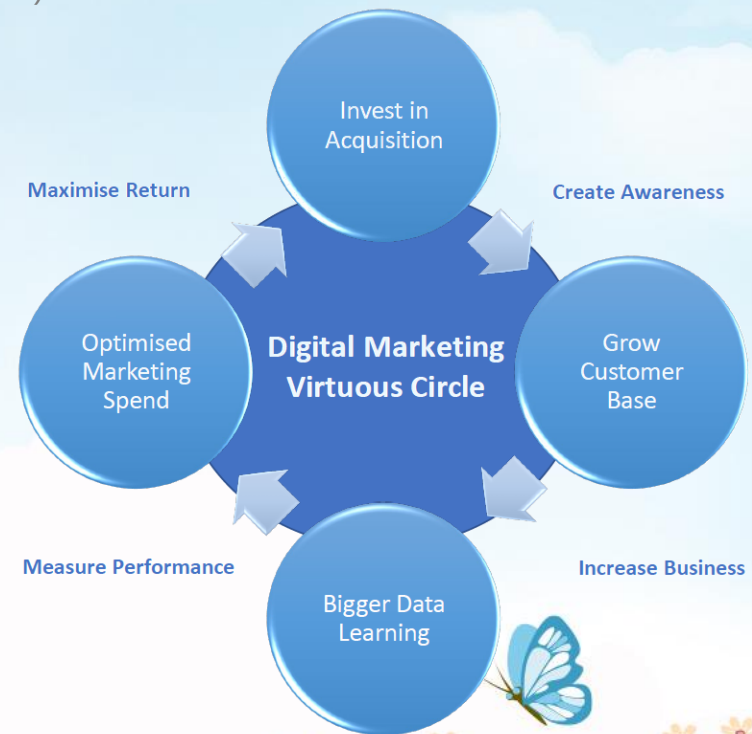 Invest in
Acquisition
Maximise Return
Create Awareness
Optimised
Marketing
Spend
Digital Marketing
Virtuous Circle
Grow
Customer
Base
Measure Performance
Increase Business
Bigger Data
Learning